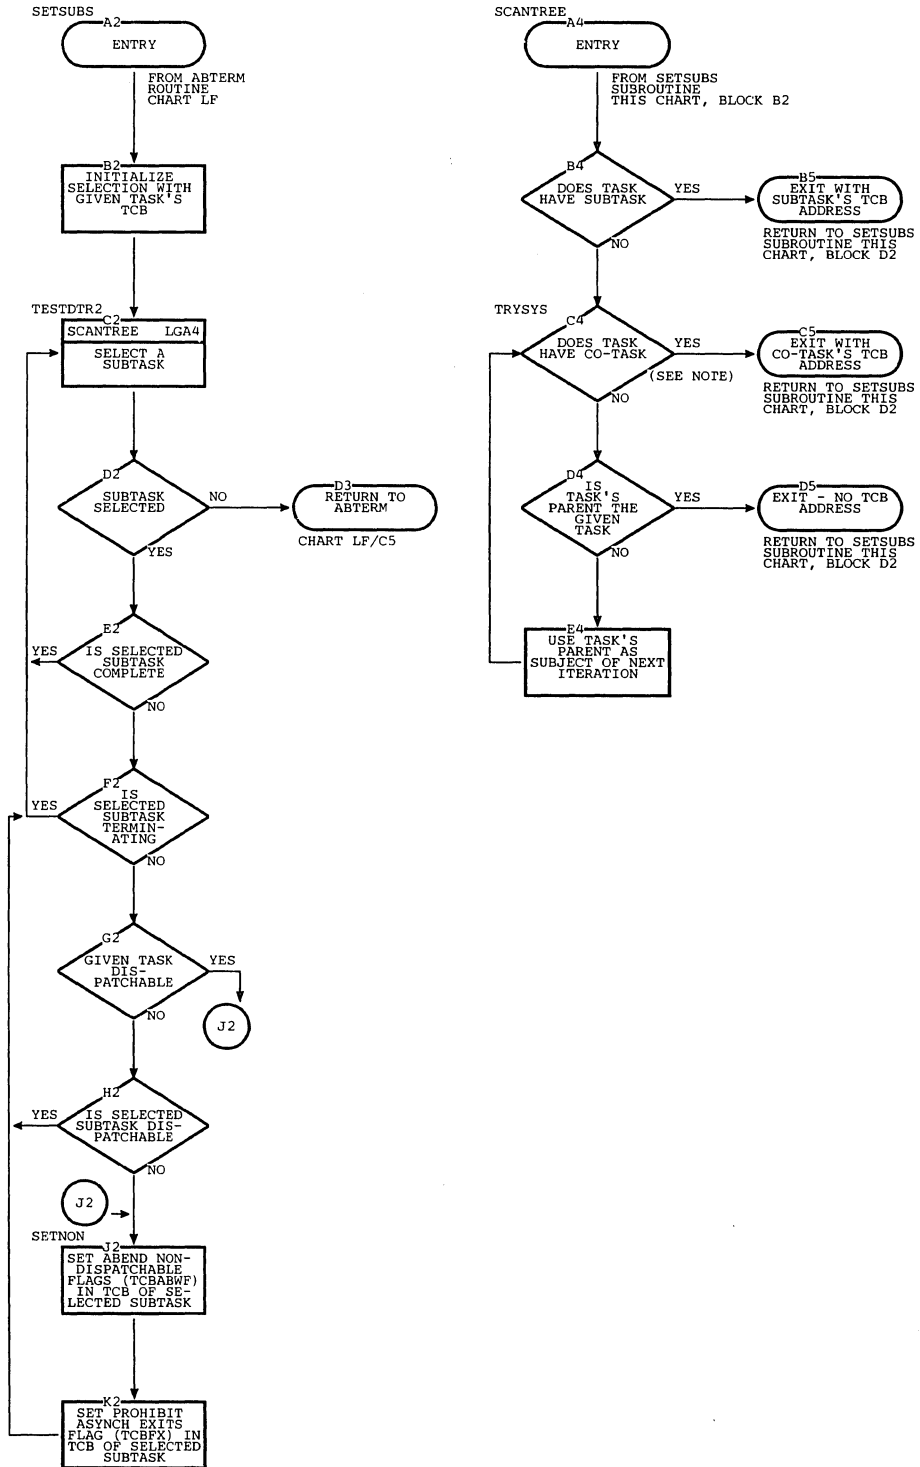 SETSUBS
A2
ENTRY
FROM ABTERM
ROUTINE
CHART LF
B2
INITIALIZE
SELECTION WITH
GIVEN TASK'S
TCB
TESTDTR2
C2
SCANTREE LGA4
SELECT A
SUBTASK
D2
SUBTASK
SELECTED
NO
YES
D3
RETURN TO
ABTERM
CHART LF/C5
E2
IS SELECTED
SUBTASK
COMPLETE
YES
NO
F2
IS
SELECTED
SUBTASK
TERMIN-
ATING
YES
NO
G2
GIVEN TASK
DIS-
PATCHABLE
YES
NO
J2
H2
IS SELECTED
SUBTASK DIS-
PATCHABLE
YES
NO
J2
SETNON
J2
SET ABEND NON-
DISPATCHABLE
FLAGS (TCBABWF)
IN TCB OF SE-
LECTED SUBTASK
K2
SET PROHIBIT
ASYNCH EXITS
FLAG (TCBFX) IN
TCB OF SELECTED
SUBTASK
SCANTREE
A4
ENTRY
FROM SETSUBS
SUBROUTINE
THIS CHART, BLOCK B2
B4
DOES TASK
HAVE SUBTASK
YES
NO
B5
EXIT WITH
SUBTASK'S TCB
ADDRESS
RETURN TO SETSUBS
SUBROUTINE THIS
CHART, BLOCK D2
TRYSYS
C4
DOES TASK
HAVE CO-TASK
YES
(SEE NOTE)
NO
C5
EXIT WITH
CO-TASK'S TCB
ADDRESS
RETURN TO SETSUBS
SUBROUTINE THIS
CHART, BLOCK D2
D4
IS
TASK'S
PARENT THE
GIVEN
TASK
YES
NO
D5
EXIT - NO TCB
ADDRESS
RETURN TO SETSUBS
SUBROUTINE THIS
CHART, BLOCK D2
E4
USE TASK'S
PARENT AS
SUBJECT OF NEXT
ITERATION